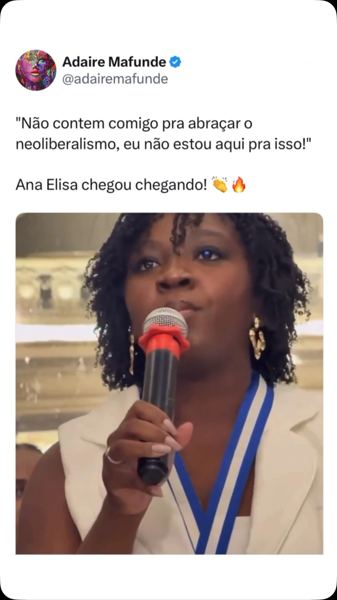 Adaire Mafunde
@adairemafunde
"Não contem comigo pra abraçar o
neoliberalismo, eu não estou aqui pra isso!"
Ana Elisa chegou chegando! 👏🔥